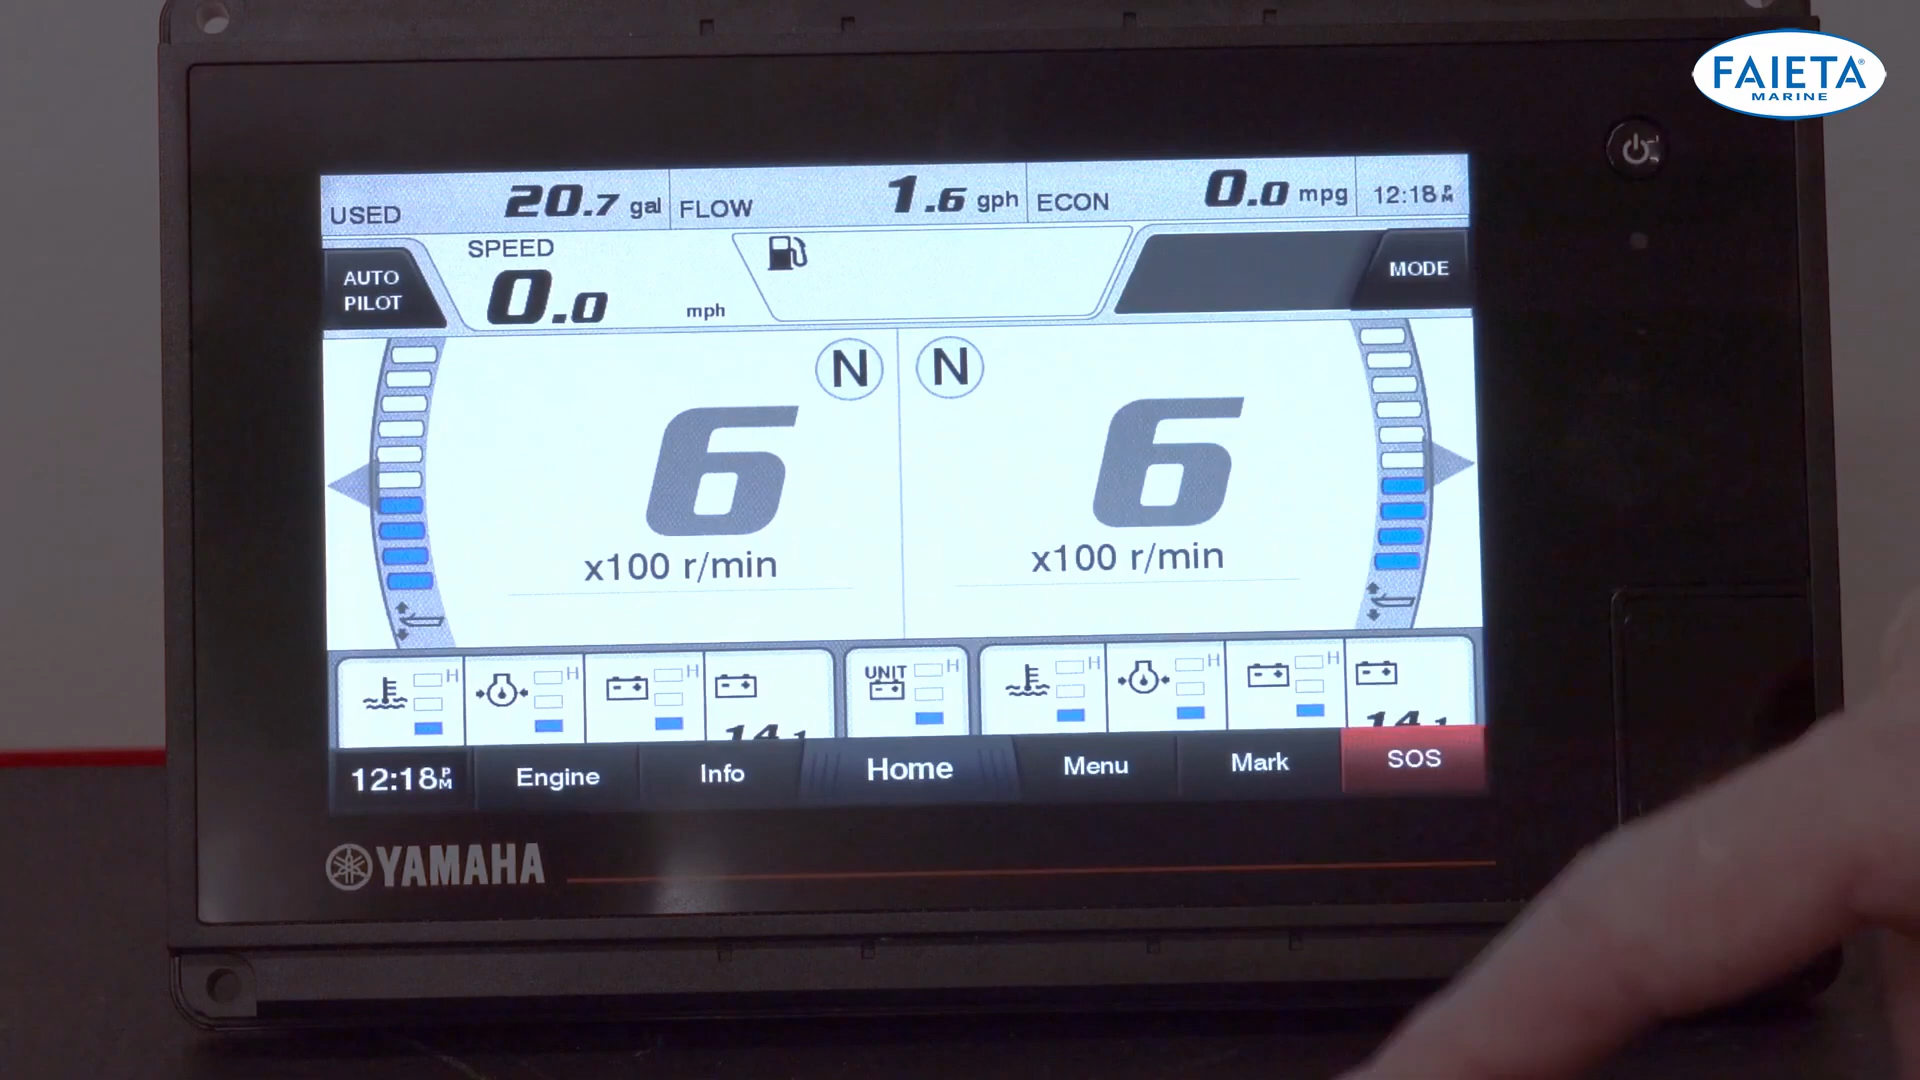 FAIETA®
MARINE
USED 20.7 gal FLOW 1.6 gph ECON 0.0 mpg 12:18 PM
AUTO
PILOT
SPEED
0.0 mph
MODE
N N
6 6
x100 r/min x100 r/min
H H H UNIT H H H H
14.1 14.1
12:18 PM Engine Info Home Menu Mark SOS
YAMAHA